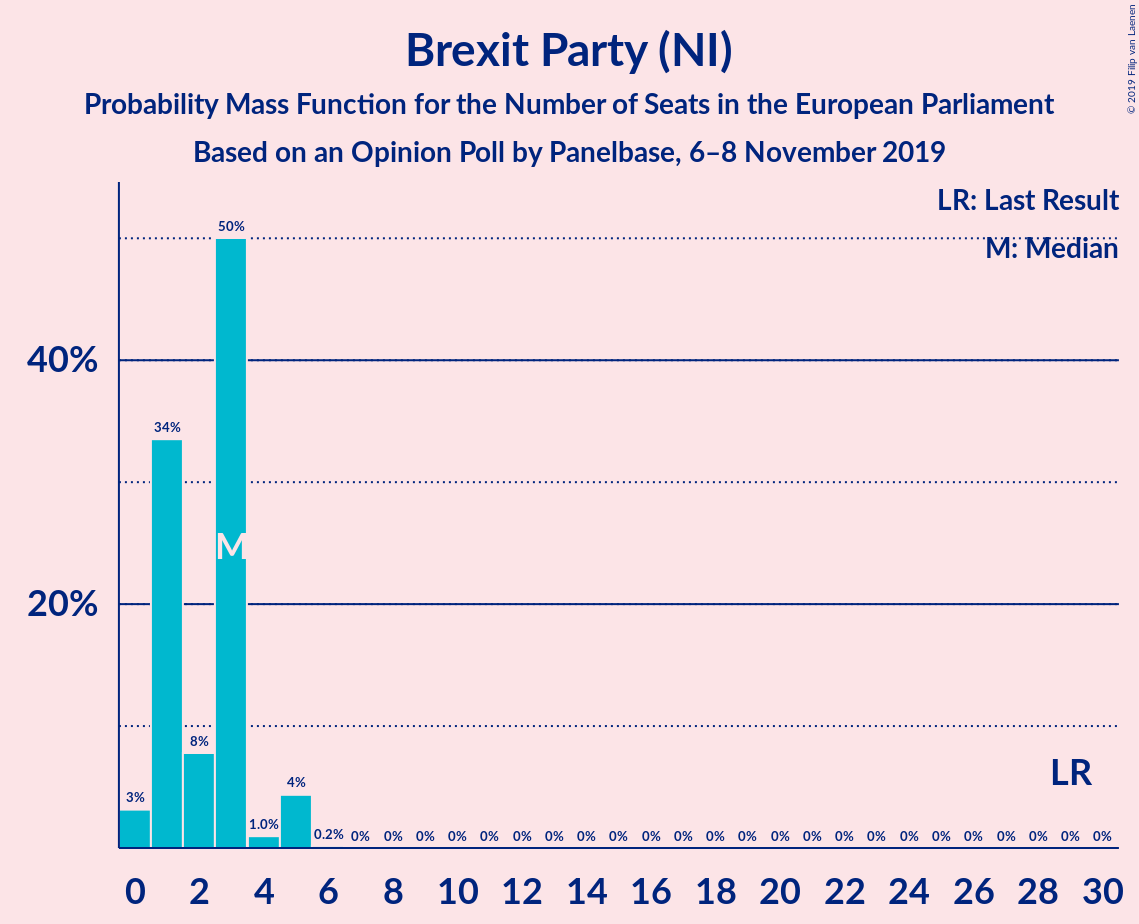 © 2019 Filip van Laenen
Brexit Party (NI)
Probability Mass Function for the Number of Seats in the European Parliament
Based on an Opinion Poll by Panelbase, 6–8 November 2019
LR: Last Result
M: Median
50%
40%
34%
M
20%
8%
LR
3%
4%
1.0%
0.2% 0% 0% 0% 0% 0% 0% 0% 0% 0% 0% 0% 0% 0% 0% 0% 0% 0% 0% 0% 0% 0% 0% 0% 0%
0 2 4 6 8 10 12 14 16 18 20 22 24 26 28 30